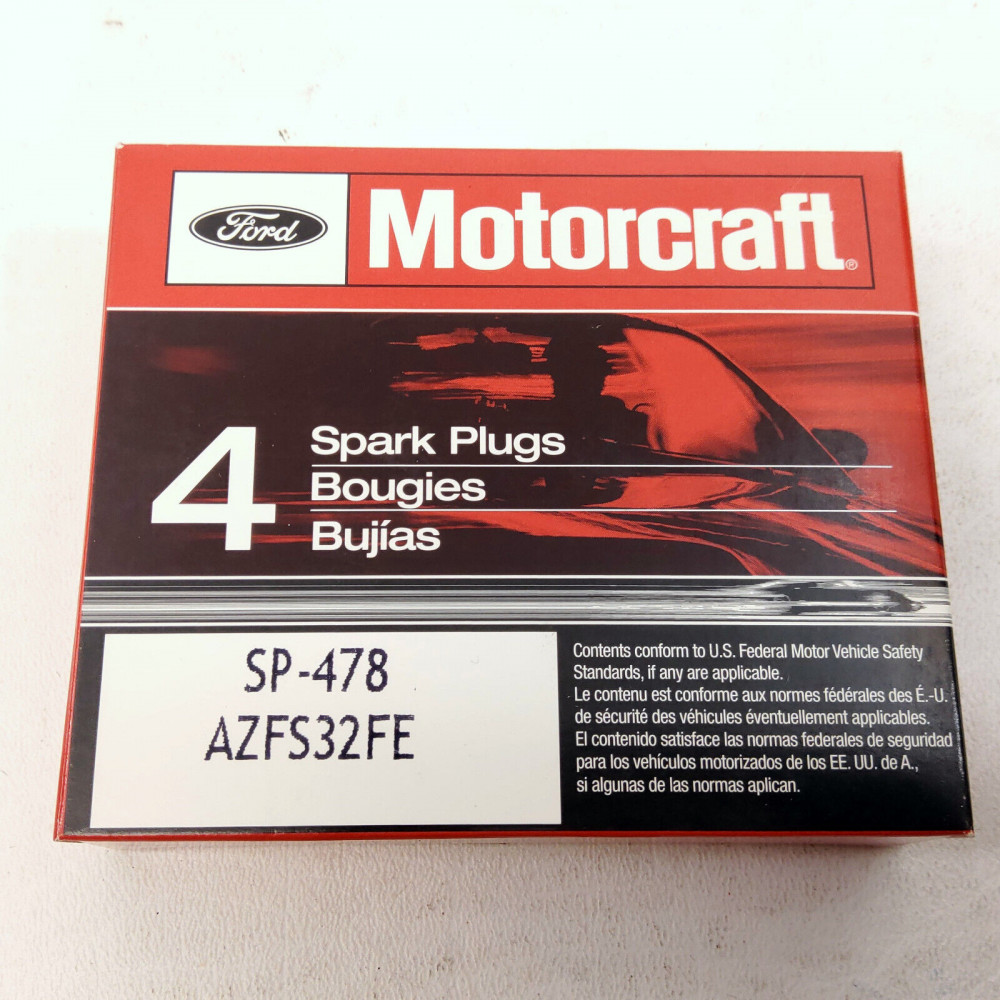 Ford
Motorcraft®
4
Spark Plugs
Bougies
Bujías
SP-478
AZFS32FE
Contents conform to U.S. Federal Motor Vehicle Safety
Standards, if any are applicable.
Le contenu est conforme aux normes fédérales des É.-U.
de sécurité des véhicules éventuellement applicables.
El contenido satisface las normas federales de seguridad
para los vehículos motorizados de los EE. UU. de A.,
si algunas de las normas aplican.